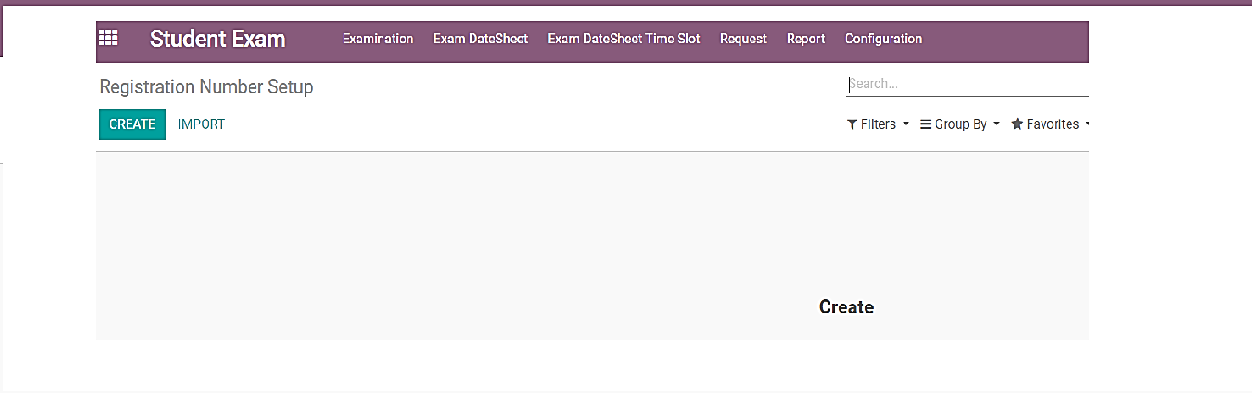 Student Exam Examination Exam DateSheet Exam DateSheet Time Slot Request Report Configuration
Registration Number Setup Search...
CREATE IMPORT Filters Group By Favorites
Create